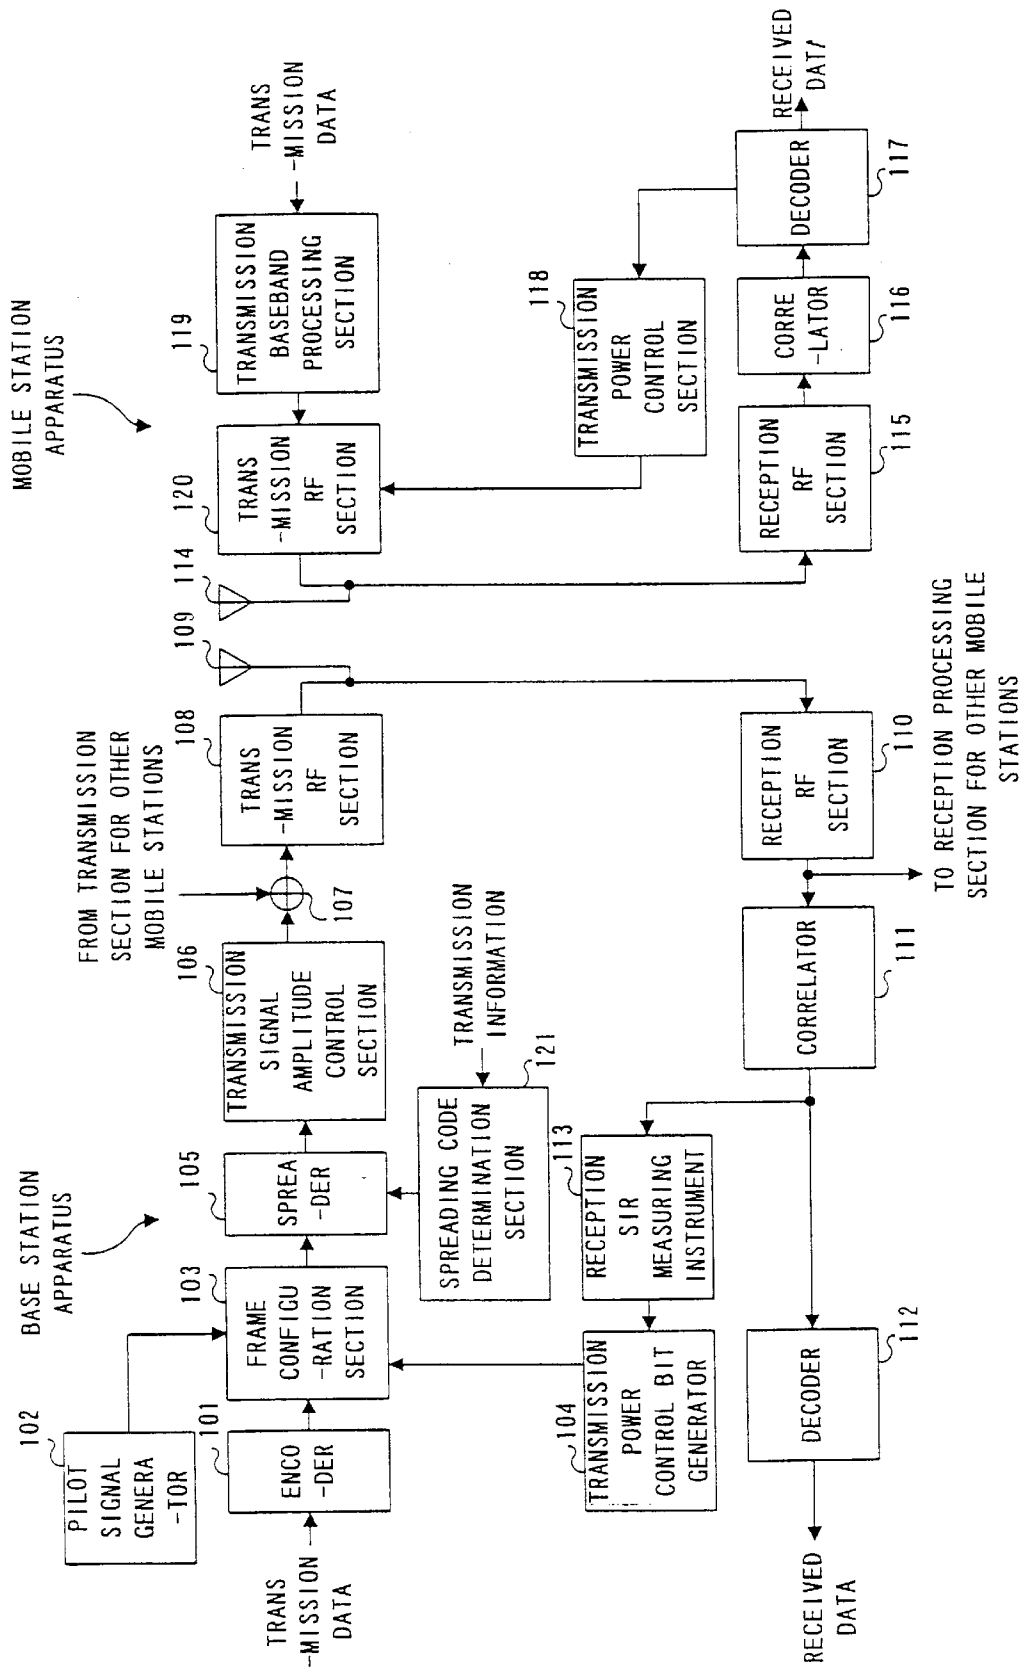 BASE STATION
APPARATUS
MOBILE STATION
APPARATUS
102
PILOT
SIGNAL
GENERA
-TOR
TRANS
-MISSION
DATA
101
ENCO
-DER
103
FRAME
CONFIGU
-RATION
SECTION
105
SPREA
-DER
106
TRANSMISSION
SIGNAL
AMPLITUDE
CONTROL
SECTION
FROM TRANSMISSION
SECTION FOR OTHER
MOBILE STATIONS
107
108
TRANS
-MISSION
RF
SECTION
109
114
120
TRANS
-MISSION
RF
SECTION
119
TRANSMISSION
BASEBAND
PROCESSING
SECTION
TRANS
-MISSION
DATA
TRANSMISSION
INFORMATION
121
SPREADING CODE
DETERMINATION
SECTION
104
TRANSMISSION
POWER
CONTROL BIT
GENERATOR
113
RECEPTION
SIR
MEASURING
INSTRUMENT
118
TRANSMISSION
POWER
CONTROL
SECTION
RECEIVED
DATA
DECODER
112
CORRELATOR
111
RECEPTION
RF
SECTION
110
TO RECEPTION PROCESSING
SECTION FOR OTHER MOBILE
STATIONS
RECEPTION
RF
SECTION
115
CORRE
-LATOR
116
DECODER
117
RECEIVED
DATA